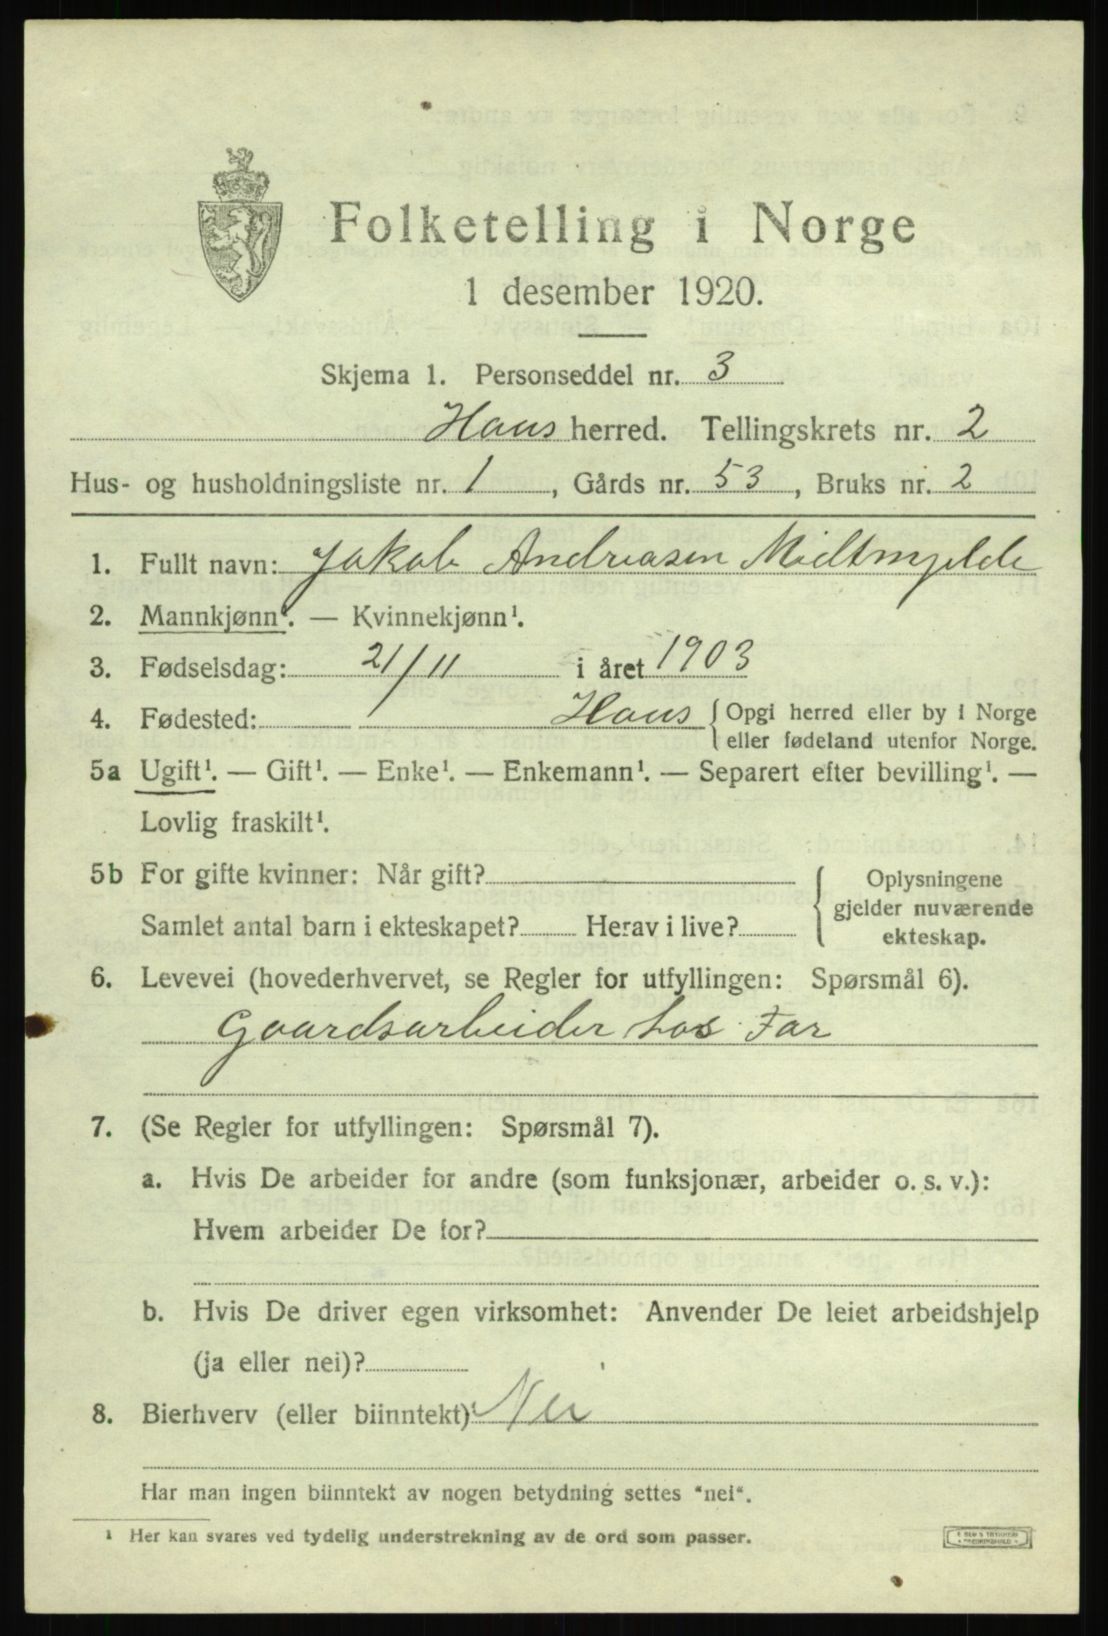 Folketelling i Norge
1 desember 1920.
Skjema 1. Personseddel nr. 3
Haus herred. Tellingskrets nr. 2
Hus- og husholdningsliste nr. 1, Gårds nr. 53, Bruks nr. 2
1. Fullt navn: Jakob Andreasen Midtmjelde
2. Mannkjønn¹. — Kvinnekjønn¹.
3. Fødselsdag: 21/11 i året 1903
4. Fødested: Haus { Opgi herred eller by i Norge
eller fødeland utenfor Norge.
5a Ugift¹. — Gift¹. — Enke¹. — Enkemann¹. — Separert efter bevilling¹. —
Lovlig fraskilt¹.
5b For gifte kvinner: Når gift?
Samlet antal barn i ekteskapet? Herav i live?
Oplysningene
gjelder nuværende
ekteskap.
6. Levevei (hovederhvervet, se Regler for utfyllingen: Spørsmål 6).
Gaardsarbeider hos Far
7. (Se Regler for utfyllingen: Spørsmål 7).
a. Hvis De arbeider for andre (som funksjonær, arbeider o. s. v.):
Hvem arbeider De for?
b. Hvis De driver egen virksomhet: Anvender De leiet arbeidshjelp
(ja eller nei)?
8. Bierhverv (eller biinntekt) Nei
Har man ingen biinntekt av nogen betydning settes "nei".
¹ Her kan svares ved tydelig understrekning av de ord som passer.